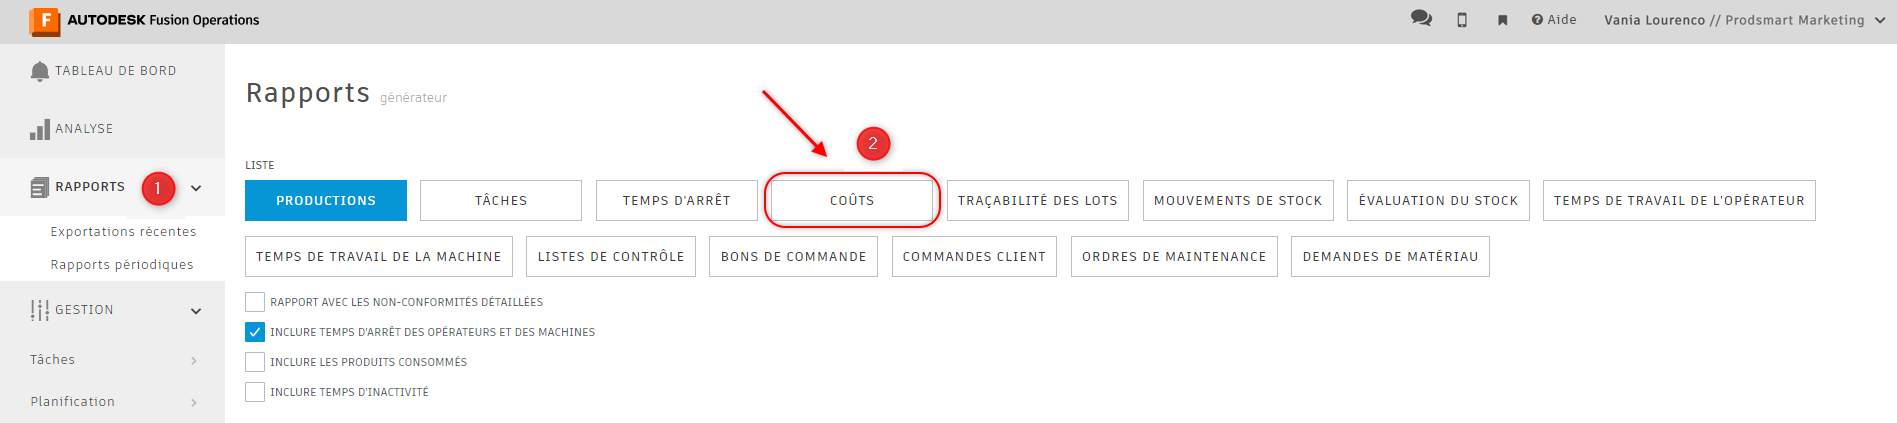 F AUTODESK Fusion Operations
Aide
Vania Lourenco // Prodsmart Marketing
TABLEAU DE BORD
ANALYSE
RAPPORTS 1
Exportations récentes
Rapports périodiques
GESTION
Tâches
Planification
Rapports générateur
2
LISTE
PRODUCTIONS TÂCHES TEMPS D'ARRÊT COÛTS TRAÇABILITÉ DES LOTS MOUVEMENTS DE STOCK ÉVALUATION DU STOCK TEMPS DE TRAVAIL DE L'OPÉRATEUR
TEMPS DE TRAVAIL DE LA MACHINE LISTES DE CONTRÔLE BONS DE COMMANDE COMMANDES CLIENT ORDRES DE MAINTENANCE DEMANDES DE MATÉRIAU
RAPPORT AVEC LES NON-CONFORMITÉS DÉTAILLÉES
INCLURE TEMPS D'ARRÊT DES OPÉRATEURS ET DES MACHINES
INCLURE LES PRODUITS CONSOMMÉS
INCLURE TEMPS D'INACTIVITÉ